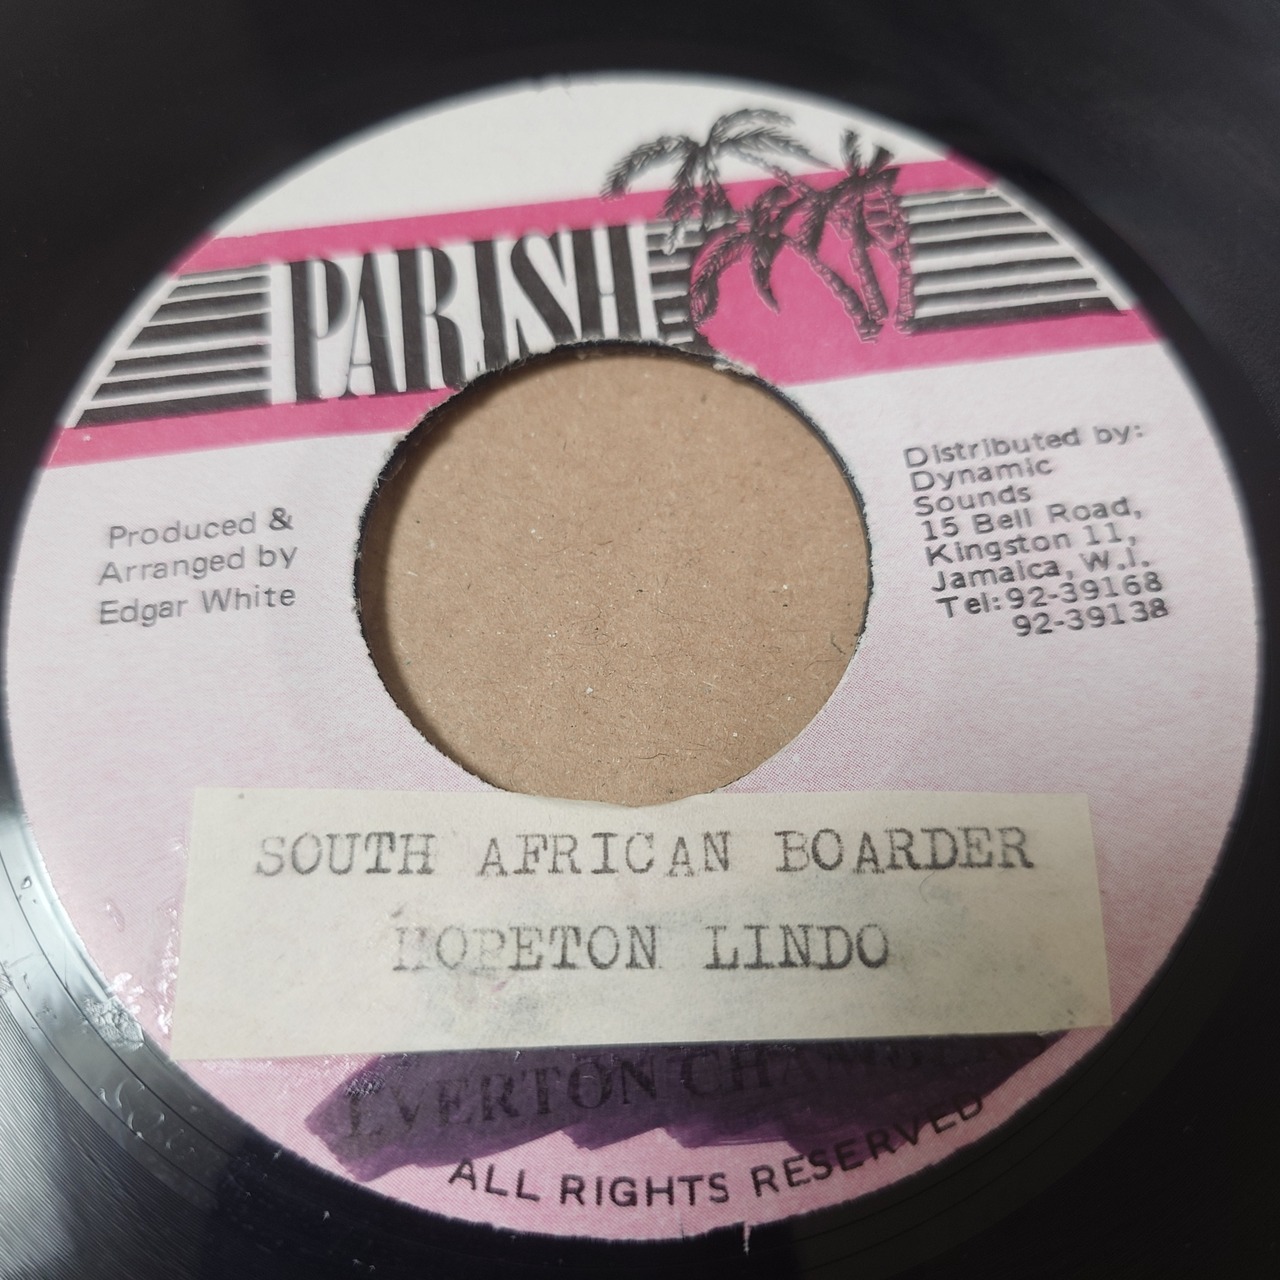 PARISH
Produced &
Arranged by
Edgar White
Distributed by:
Dynamic
Sounds
15 Bell Road,
Kingston 11,
Jamaica, W.I.
Tel: 92-39168
92-39138
SOUTH AFRICAN BOARDER
HOPETON LINDO
EVERTON
ALL RIGHTS RESERVED